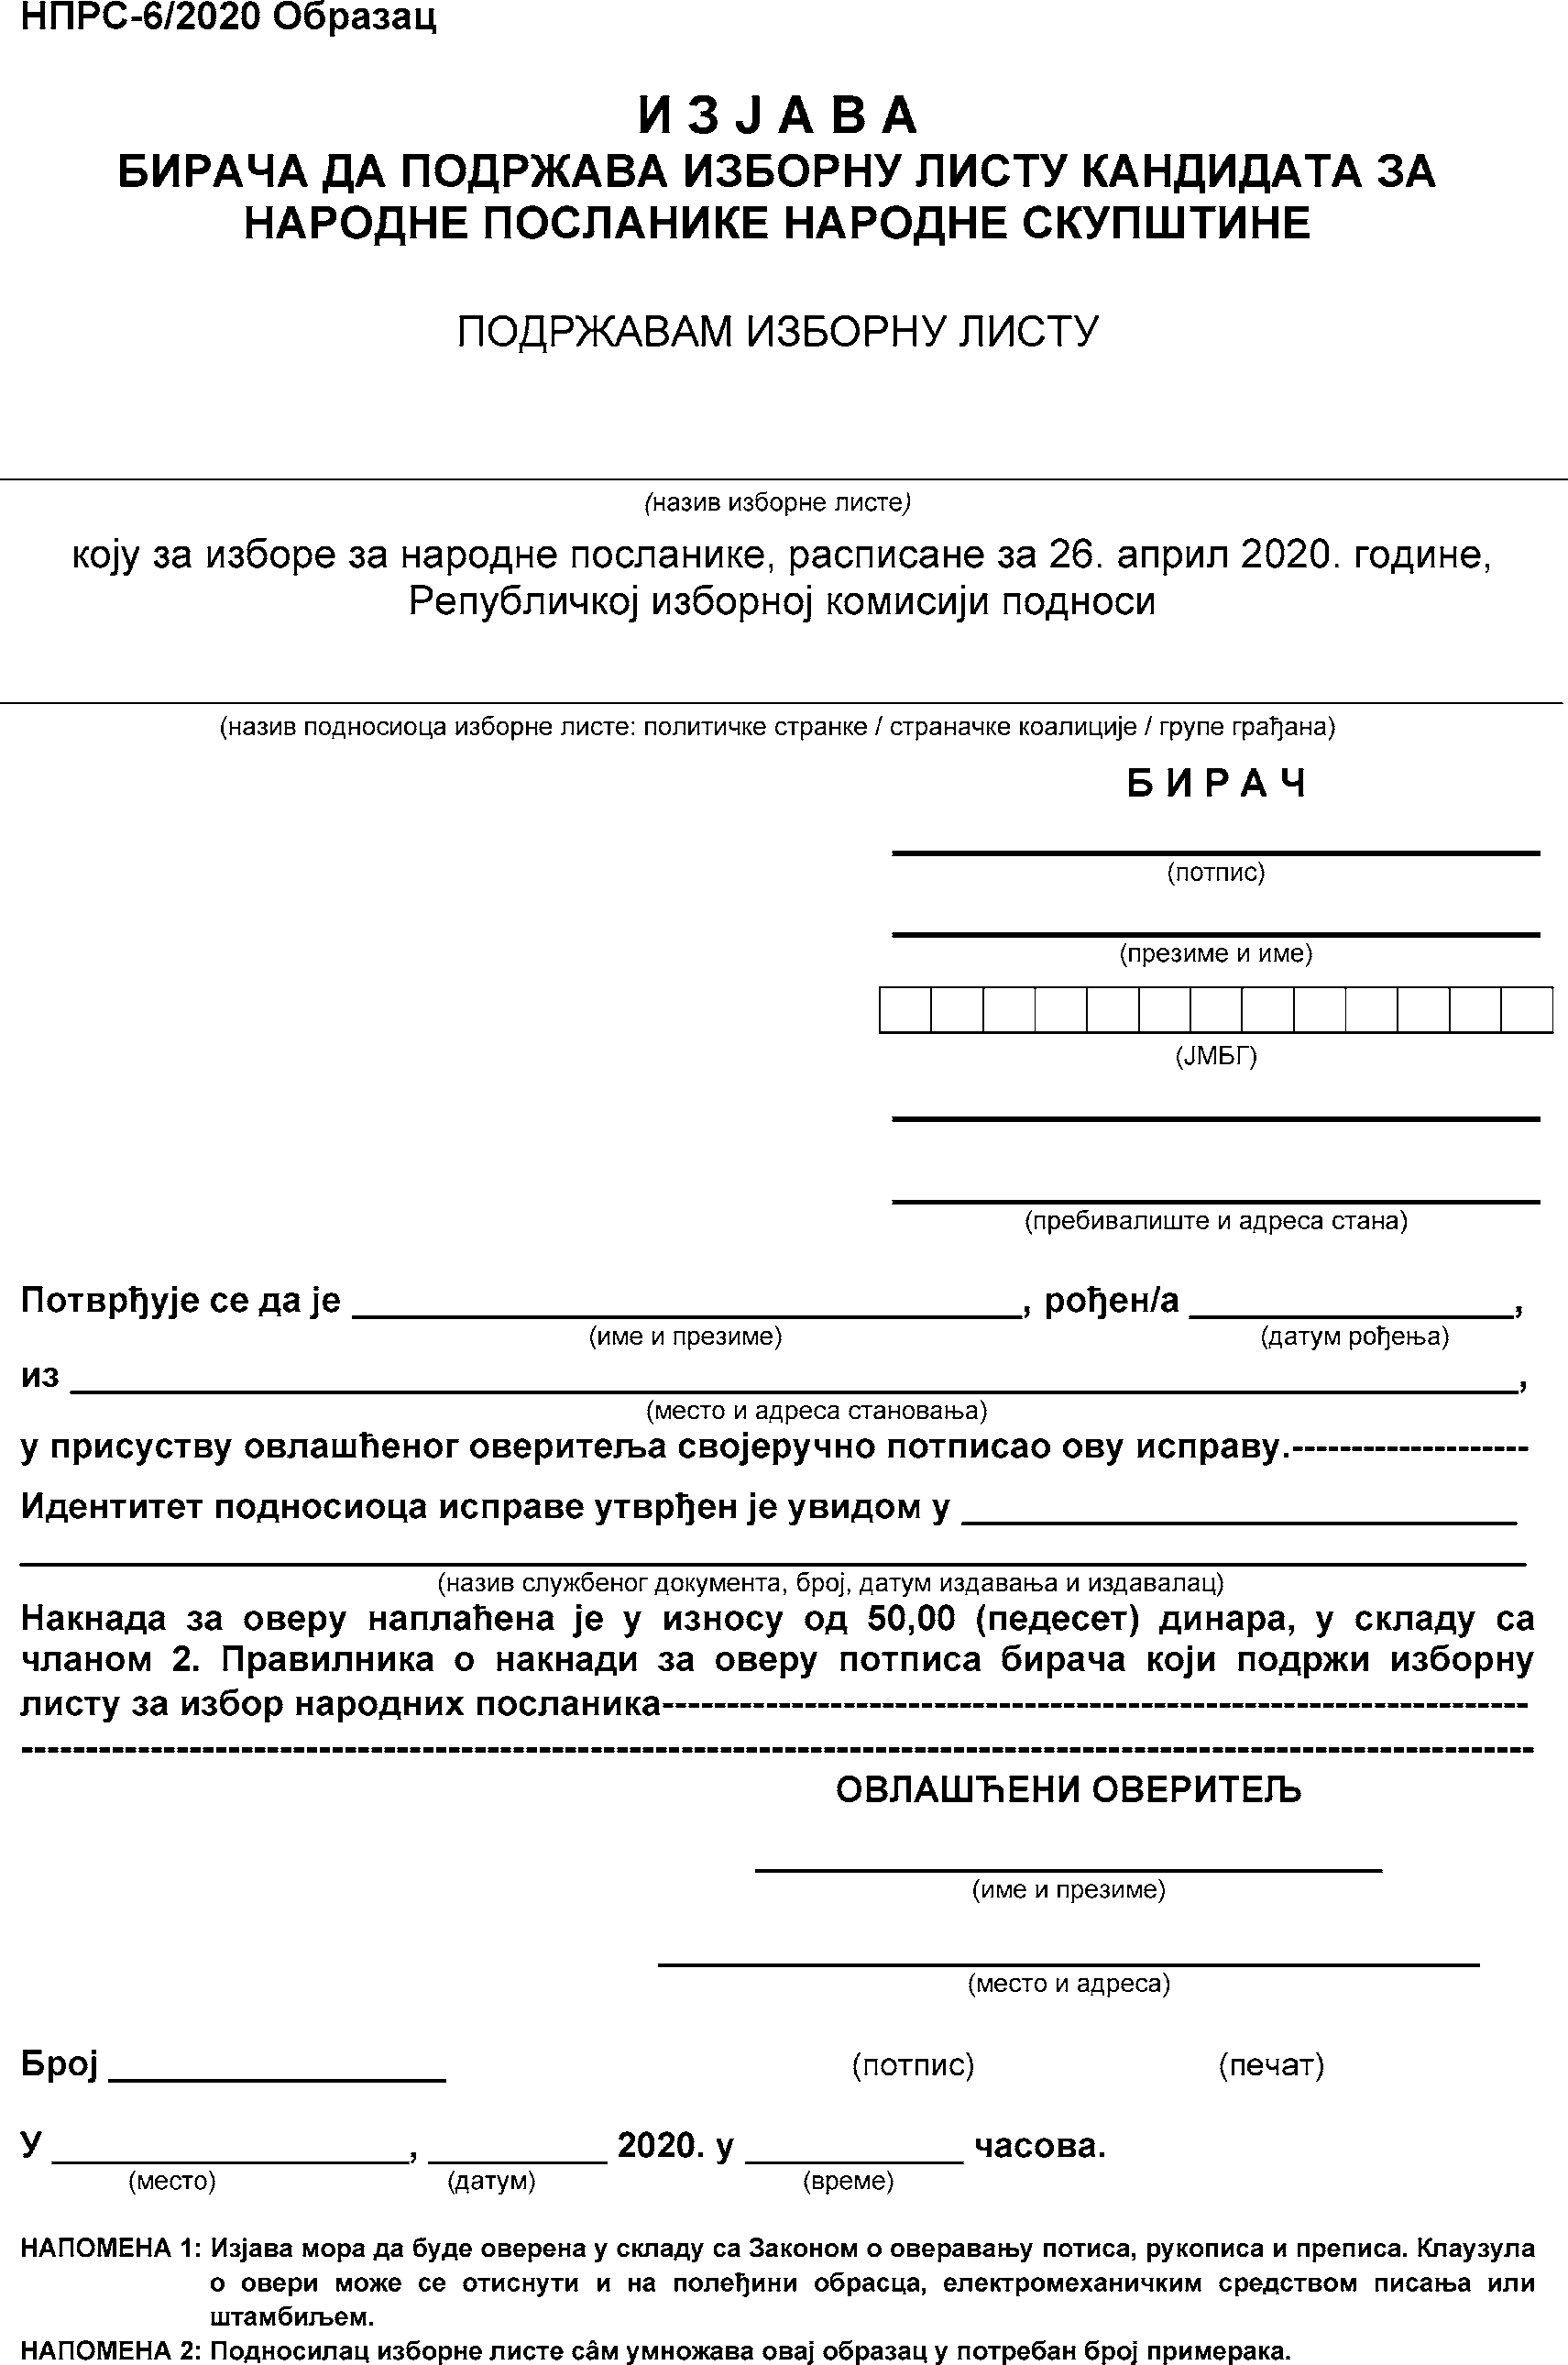 НПРС-6/2020 Образац
И З Ј А В А
БИРАЧА ДА ПОДРЖАВА ИЗБОРНУ ЛИСТУ КАНДИДАТА ЗА
НАРОДНЕ ПОСЛАНИКЕ НАРОДНЕ СКУПШТИНЕ
ПОДРЖАВАМ ИЗБОРНУ ЛИСТУ
(назив изборне листе)
коју за изборе за народне посланике, расписане за 26. април 2020. године,
Републичкој изборној комисији подноси
(назив подносиоца изборне листе: политичке странке / страначке коалиције / групе грађана)
Б И Р А Ч
(потпис)
(презиме и име)
(ЈМБГ)
(пребивалиште и адреса стана)
Потврђује се да је ____________________, рођен/а ____________________,
(име и презиме) (датум рођења)
из ____________________,
(место и адреса становања)
у присуству овлашћеног оверитеља својеручно потписао ову исправу.--------------------
Идентитет подносиоца исправе утврђен је увидом у ____________________
(назив службеног документа, број, датум издавања и издавалац)
Накнада за оверу наплаћена је у износу од 50,00 (педесет) динара, у складу са
чланом 2. Правилника о накнади за оверу потписа бирача који подржи изборну
листу за избор народних посланика--------------------
ОВЛАШЋЕНИ ОВЕРИТЕЉ
(име и презиме)
(место и адреса)
Број ____________________ (потпис) (печат)
У ____________________, __________ 2020. у ____________ часова.
(место) (датум) (време)
НАПОМЕНА 1: Изјава мора да буде оверена у складу са Законом о оверавању потиса, рукописа и преписа. Клаузула
о овери може се отиснути и на полеђини обрасца, електромеханичким средством писања или
штамбиљем.
НАПОМЕНА 2: Подносилац изборне листе сâм умножава овај образац у потребан број примерака.